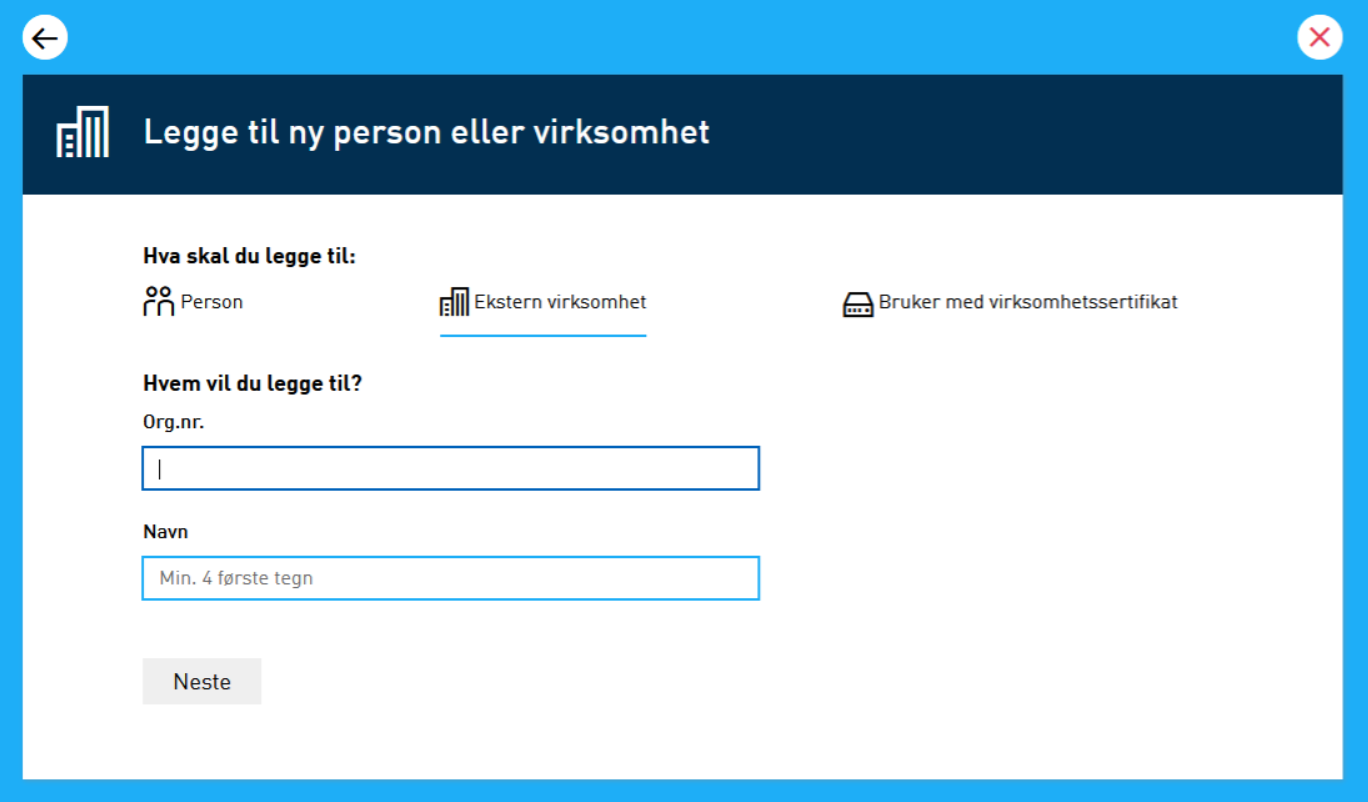 Legge til ny person eller virksomhet
Hva skal du legge til:
Person
Ekstern virksomhet
Bruker med virksomhetssertifikat
Hvem vil du legge til?
Org.nr.
Navn
Min. 4 første tegn
Neste